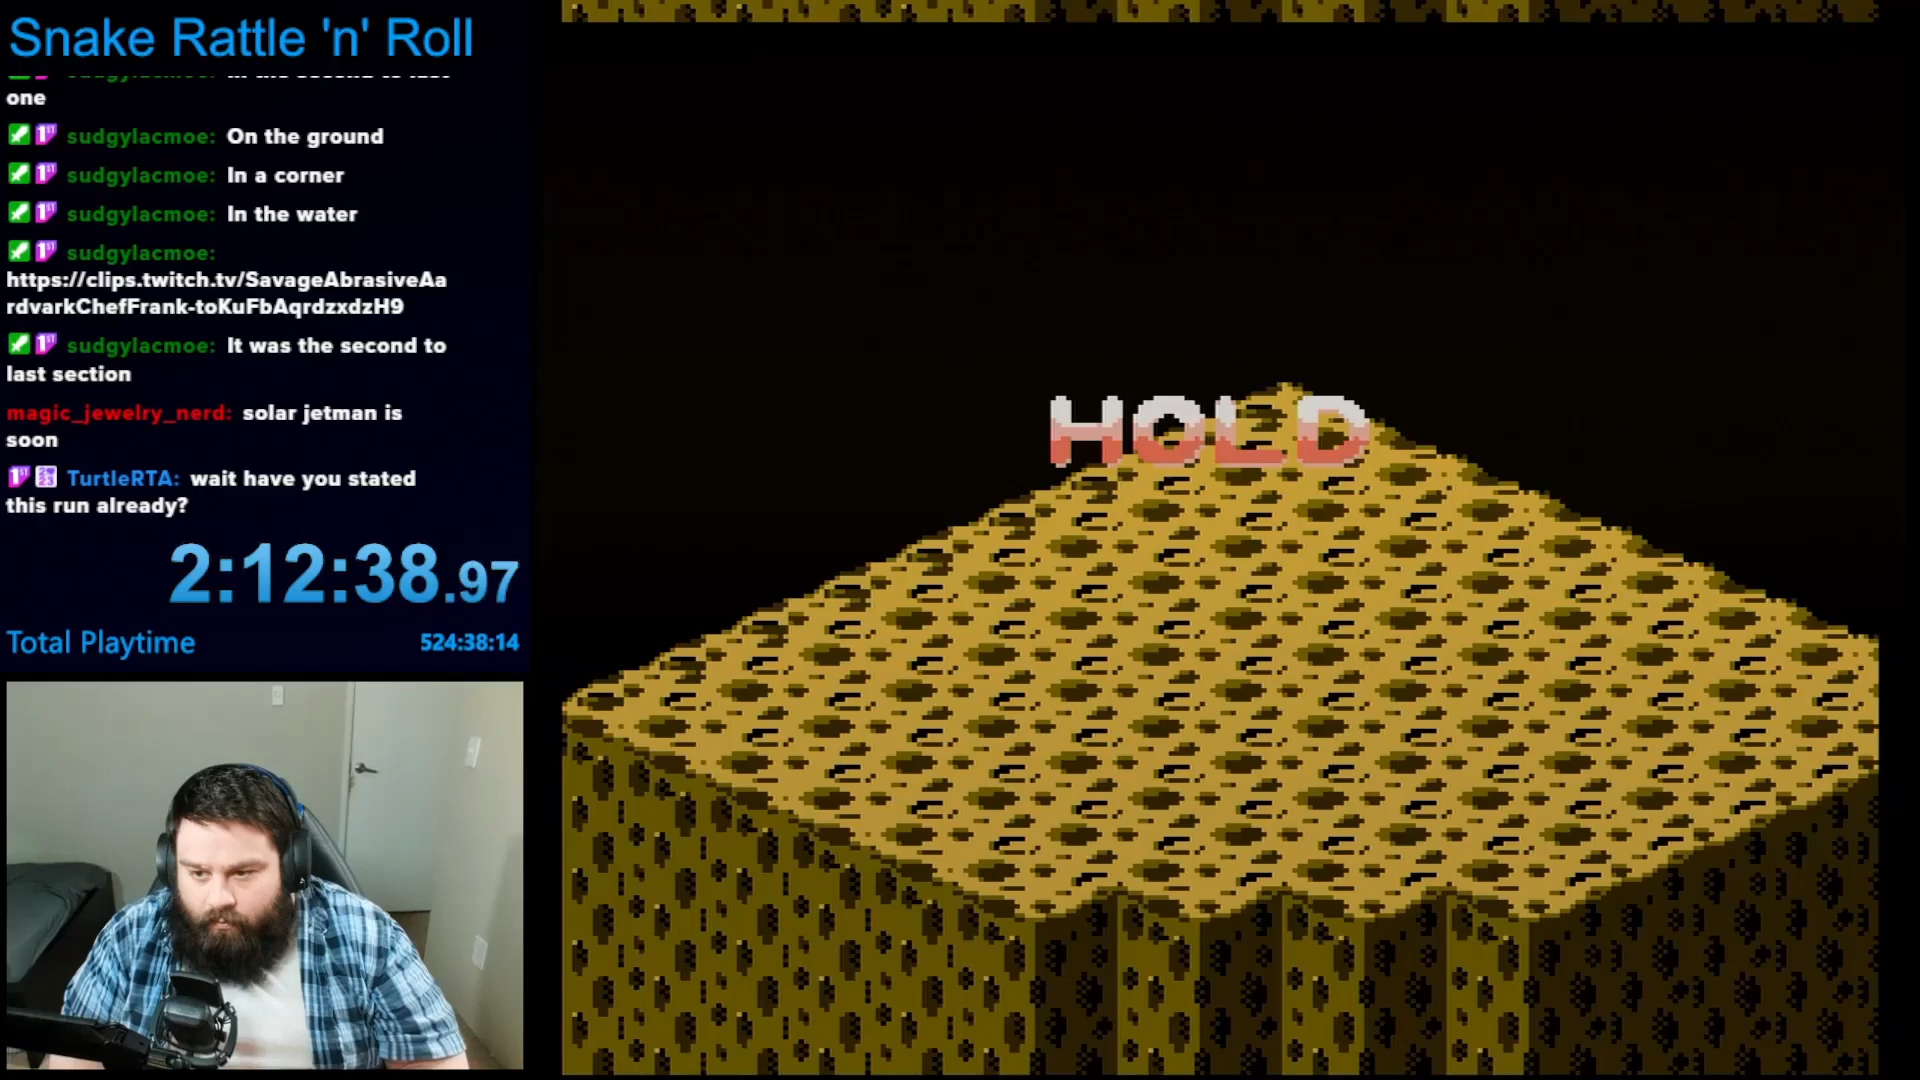 Snake Rattle 'n' Roll
one
sudgylacmoe: On the ground
sudgylacmoe: In a corner
sudgylacmoe: In the water
sudgylacmoe:
https://clips.twitch.tv/SavageAbrasiveAa
rdvarkChefFrank-toKuFbAqrdzxdzH9
sudgylacmoe: It was the second to
last section
magic_jewelry_nerd: solar jetman is
soon
TurtleRTA: wait have you stated
this run already?
2:12:38.97
Total Playtime 524:38:14
HOLD